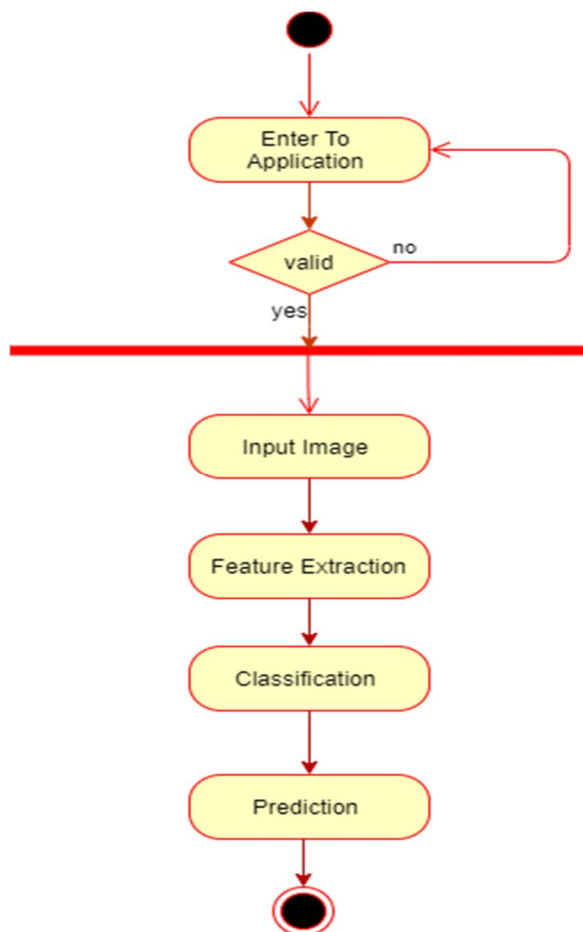 Enter To
Application
valid
no
yes
Input Image
Feature Extraction
Classification
Prediction